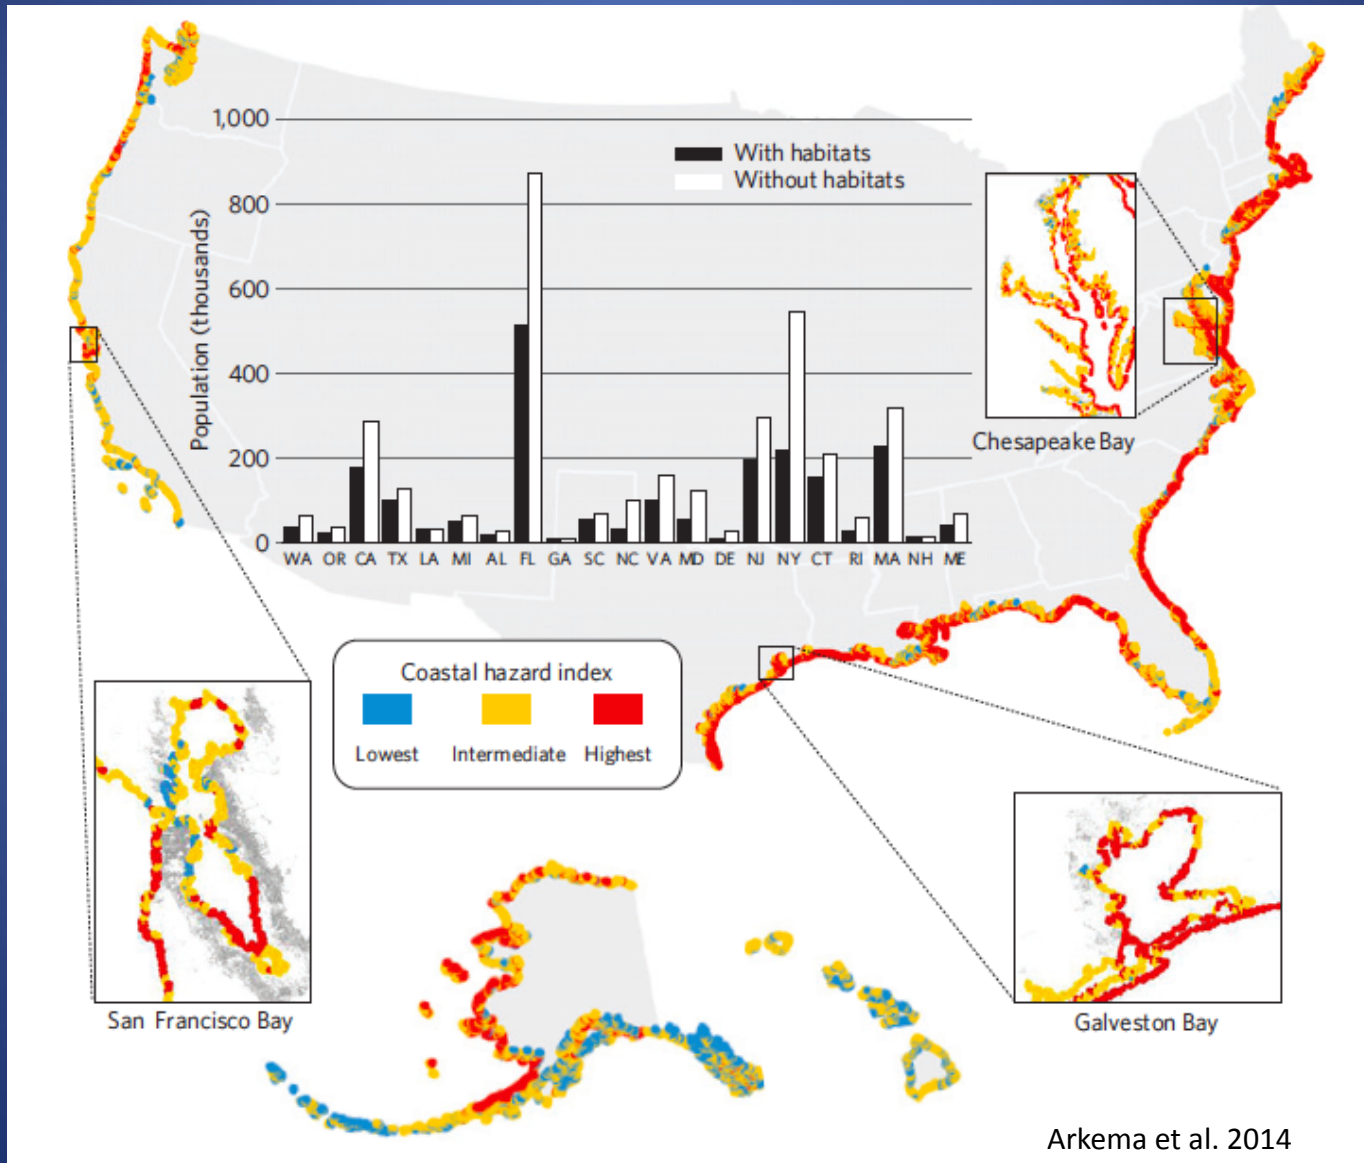 1,000
800
600
400
200
0
Population (thousands)
With habitats
Without habitats
WA OR CA TX LA MI AL FL GA SC NC VA MD DE NJ NY CT RI MA NH ME
Chesapeake Bay
Coastal hazard index
Lowest Intermediate Highest
San Francisco Bay
Galveston Bay
Arkema et al. 2014